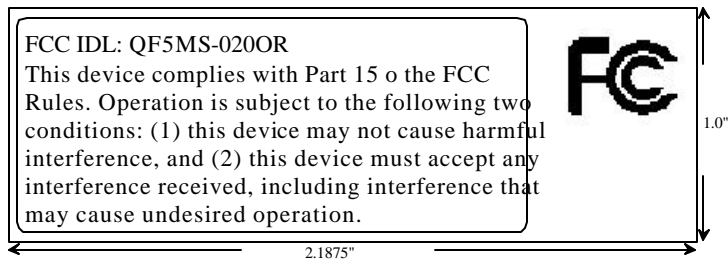 FCC IDL: QF5MS-020OR
This device complies with Part 15 o the FCC
Rules. Operation is subject to the following two
conditions: (1) this device may not cause harmful
interference, and (2) this device must accept any
interference received, including interference that
may cause undesired operation.
FCC
1.0"
2.1875"